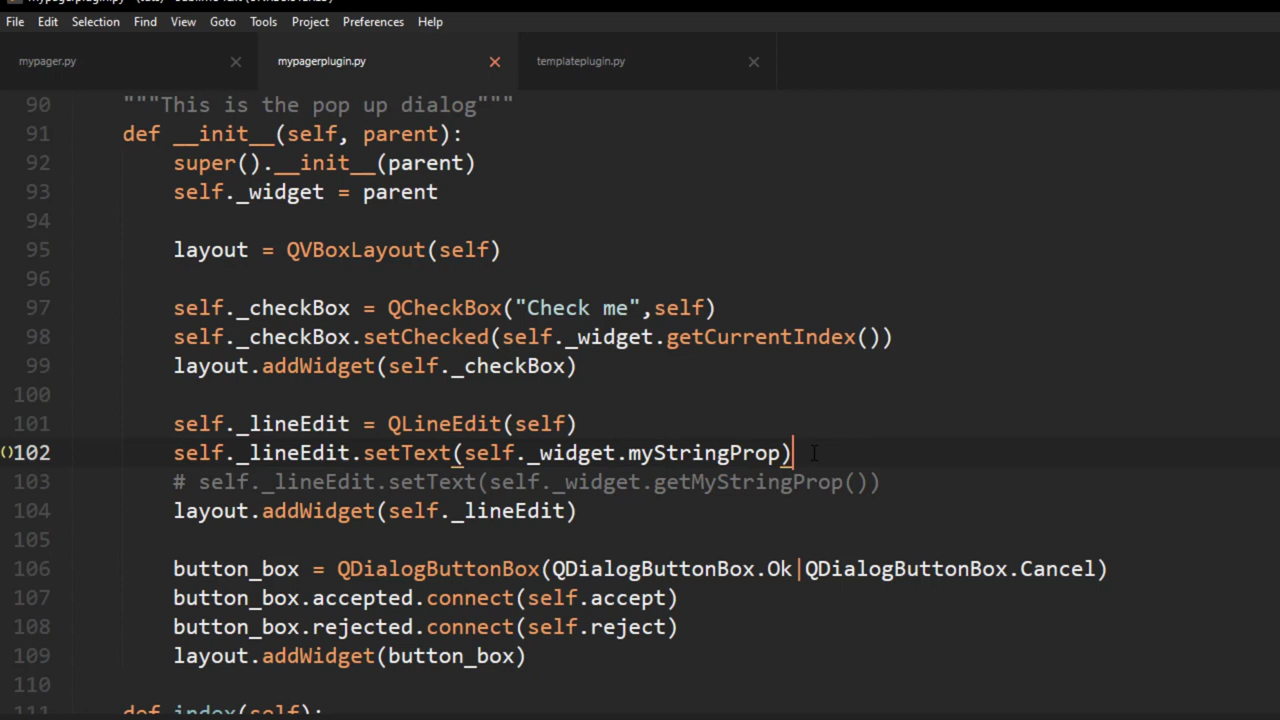 File Edit Selection Find View Goto Tools Project Preferences Help
mypager.py mypagerplugin.py templateplugin.py
90 """This is the pop up dialog"""
91 def __init__(self, parent):
92 super().__init__(parent)
93 self._widget = parent
94
95 layout = QVBoxLayout(self)
96
97 self._checkBox = QCheckBox("Check me",self)
98 self._checkBox.setChecked(self._widget.getCurrentIndex())
99 layout.addWidget(self._checkBox)
100
101 self._lineEdit = QLineEdit(self)
102 self._lineEdit.setText(self._widget.myStringProp)
103 # self._lineEdit.setText(self._widget.getMyStringProp())
104 layout.addWidget(self._lineEdit)
105
106 button_box = QDialogButtonBox(QDialogButtonBox.Ok|QDialogButtonBox.Cancel)
107 button_box.accepted.connect(self.accept)
108 button_box.rejected.connect(self.reject)
109 layout.addWidget(button_box)
110
111 def index(self):